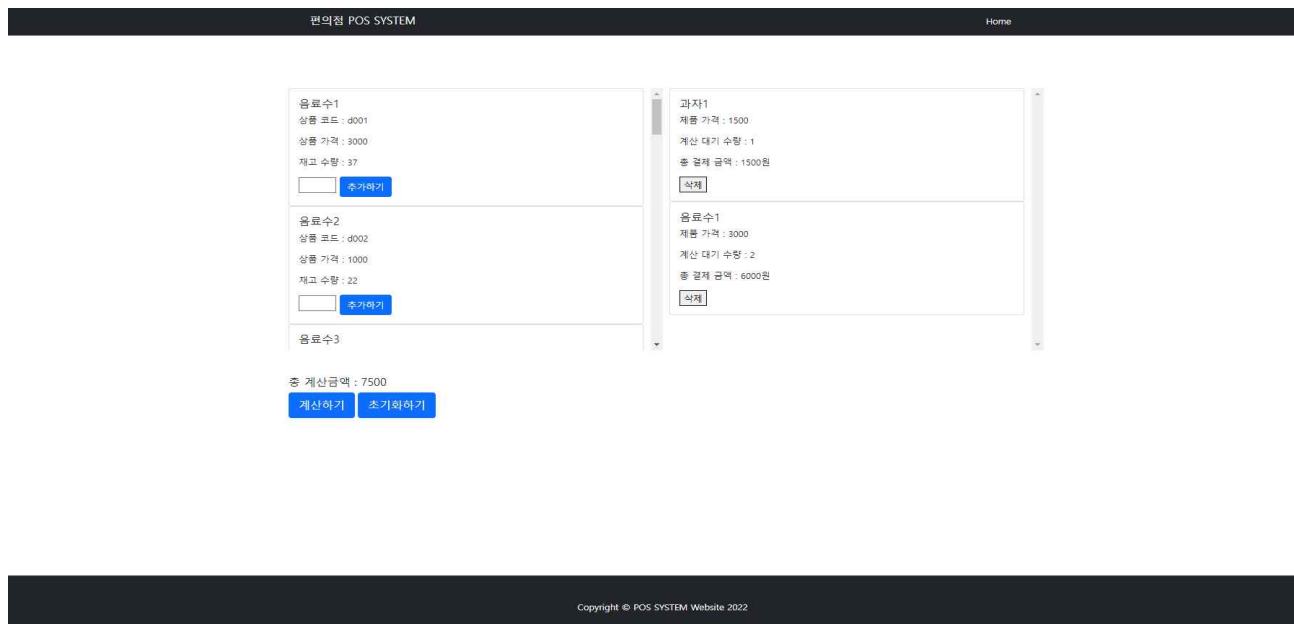 편의점 POS SYSTEM
Home
음료수1
상품 코드 : d001
상품 가격 : 3000
재고 수량 : 37
추가하기
음료수2
상품 코드 : d002
상품 가격 : 1000
재고 수량 : 22
추가하기
음료수3
과자1
제품 가격 : 1500
계산 대기 수량 : 1
총 결제 금액 : 1500원
삭제
음료수1
제품 가격 : 3000
계산 대기 수량 : 2
총 결제 금액 : 6000원
삭제
총 계산금액 : 7500
계산하기 초기화하기
Copyright © POS SYSTEM Website 2022